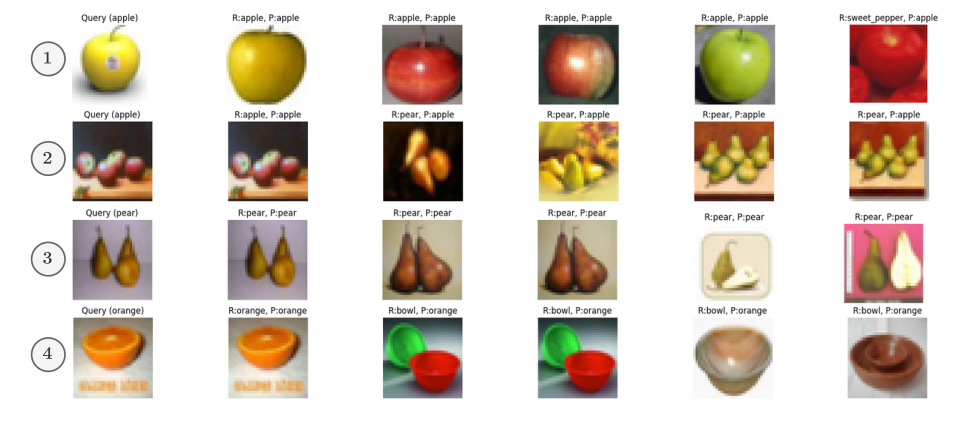 Query (apple) R:apple, P:apple R:apple, P:apple R:apple, P:apple R:apple, P:apple R:sweet_pepper, P:apple
1
Query (apple) R:apple, P:apple R:pear, P:apple R:pear, P:apple R:pear, P:apple R:pear, P:apple
2
Query (pear) R:pear, P:pear R:pear, P:pear R:pear, P:pear R:pear, P:pear R:pear, P:pear
3
Query (orange) R:orange, P:orange R:bowl, P:orange R:bowl, P:orange R:bowl, P:orange R:bowl, P:orange
4